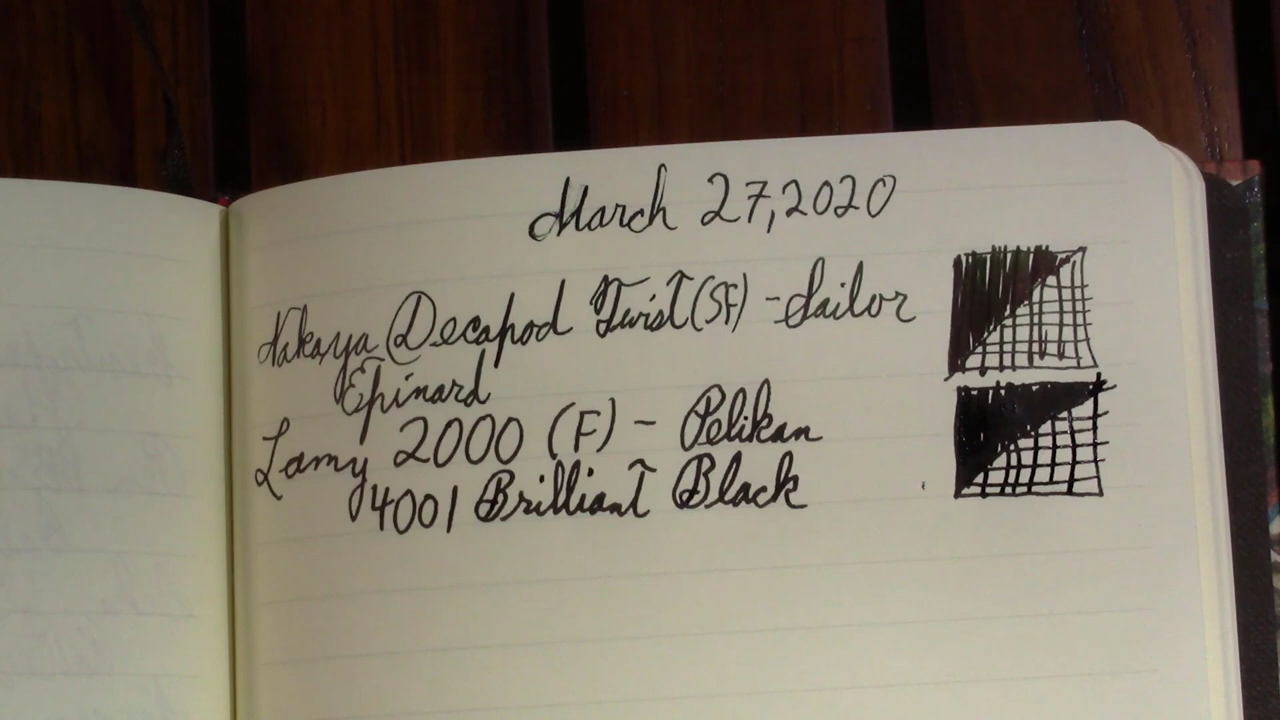 March 27,2020
Nakaya Decapod Twist (SF) - Sailor
Epinard
Lamy 2000 (F) - Pelikan
4001 Brilliant Black